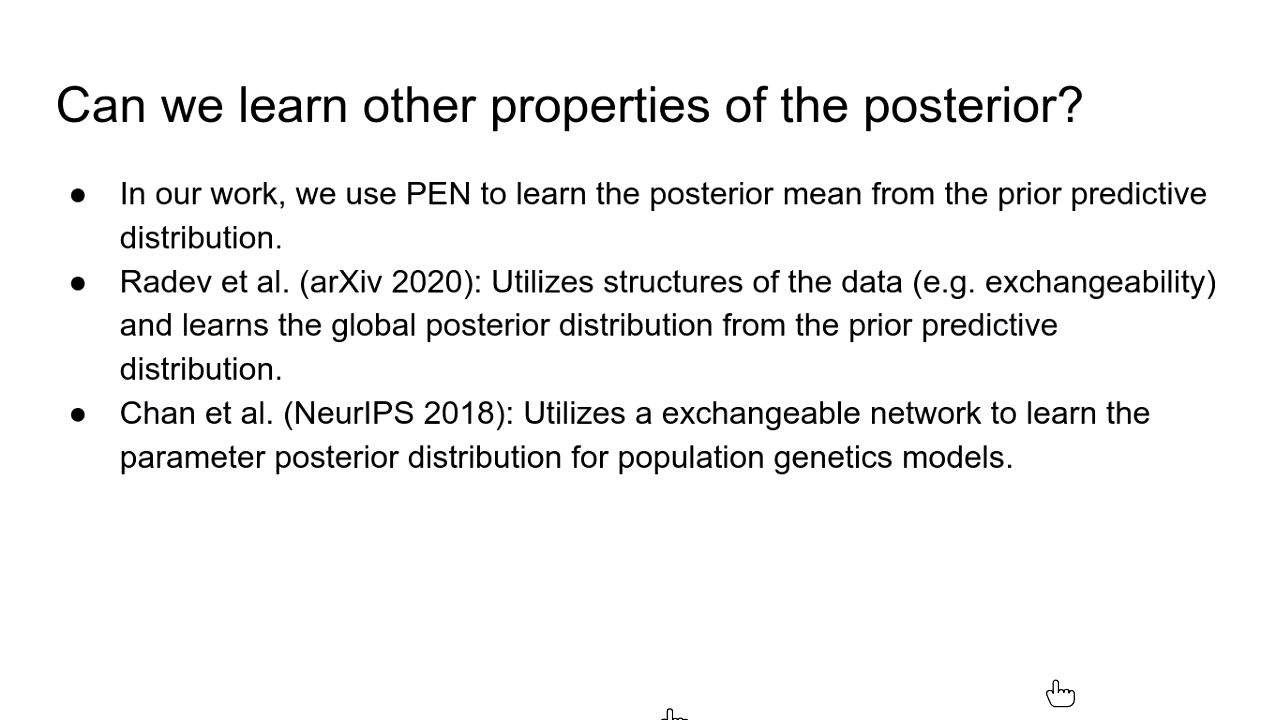 Can we learn other properties of the posterior?
● In our work, we use PEN to learn the posterior mean from the prior predictive
distribution.
● Radev et al. (arXiv 2020): Utilizes structures of the data (e.g. exchangeability)
and learns the global posterior distribution from the prior predictive
distribution.
● Chan et al. (NeurIPS 2018): Utilizes a exchangeable network to learn the
parameter posterior distribution for population genetics models.